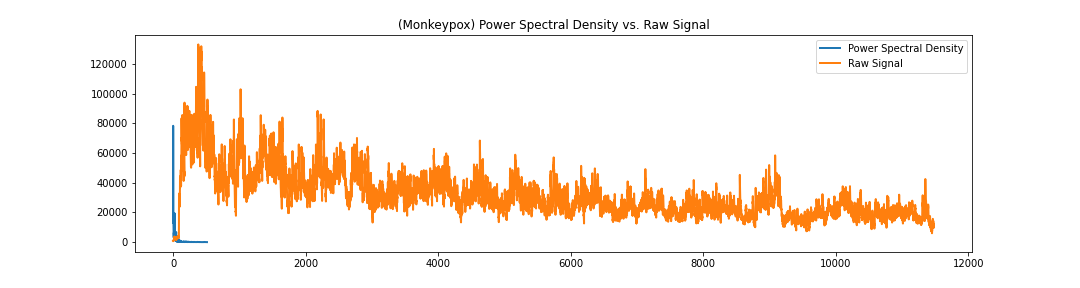 (Monkeypox) Power Spectral Density vs. Raw Signal
Power Spectral Density
Raw Signal
120000
100000
80000
60000
40000
20000
0
0 2000 4000 6000 8000 10000 12000